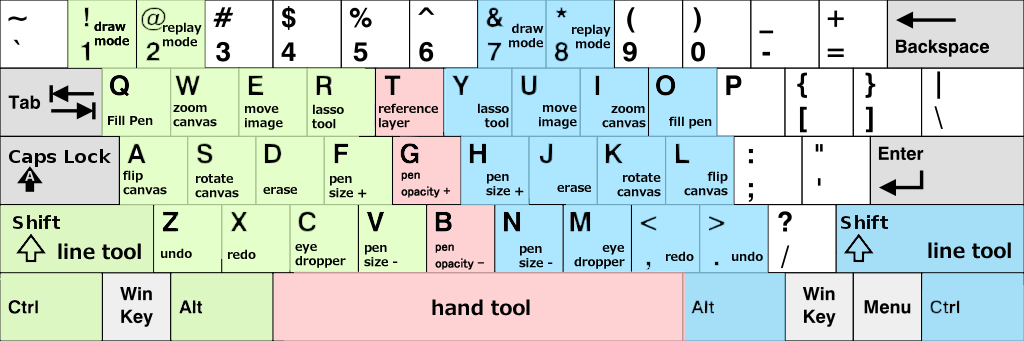 ~ ! draw mode @ replay mode # $ % ^ & draw mode * replay mode ( ) _ +
` 1 2 3 4 5 6 7 8 9 0 - = Backspace
Tab Q W E R T Y U I O P { } |
Fill Pen zoom canvas move image lasso tool reference layer lasso tool move image zoom canvas fill pen [ ] \
Caps Lock A S D F G H J K L : " Enter
A flip canvas rotate canvas erase pen size + pen opacity + pen size + erase rotate canvas flip canvas ; '
Shift Z X C V B N M < > ? Shift
line tool undo redo eye dropper pen size - pen opacity - pen size - eye dropper , redo . undo / line tool
Ctrl Win Key Alt hand tool Alt Win Key Menu Ctrl